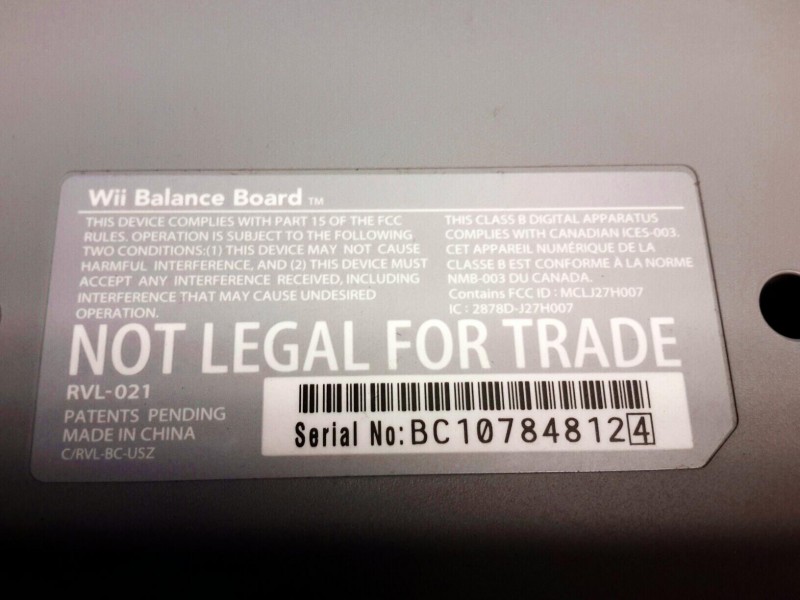 Wii Balance Board TM
THIS DEVICE COMPLIES WITH PART 15 OF THE FCC
RULES. OPERATION IS SUBJECT TO THE FOLLOWING
TWO CONDITIONS:(1) THIS DEVICE MAY NOT CAUSE
HARMFUL INTERFERENCE, AND (2) THIS DEVICE MUST
ACCEPT ANY INTERFERENCE RECEIVED, INCLUDING
INTERFERENCE THAT MAY CAUSE UNDESIRED
OPERATION.
THIS CLASS B DIGITAL APPARATUS
COMPLIES WITH CANADIAN ICES-003.
CET APPAREIL NUMÉRIQUE DE LA
CLASSE B EST CONFORME À LA NORME
NMB-003 DU CANADA.
Contains FCC ID : MCLJ27H007
IC : 2878D-J27H007
NOT LEGAL FOR TRADE
RVL-021
PATENTS PENDING
MADE IN CHINA
C/RVL-BC-USZ
Serial No:BC107848124